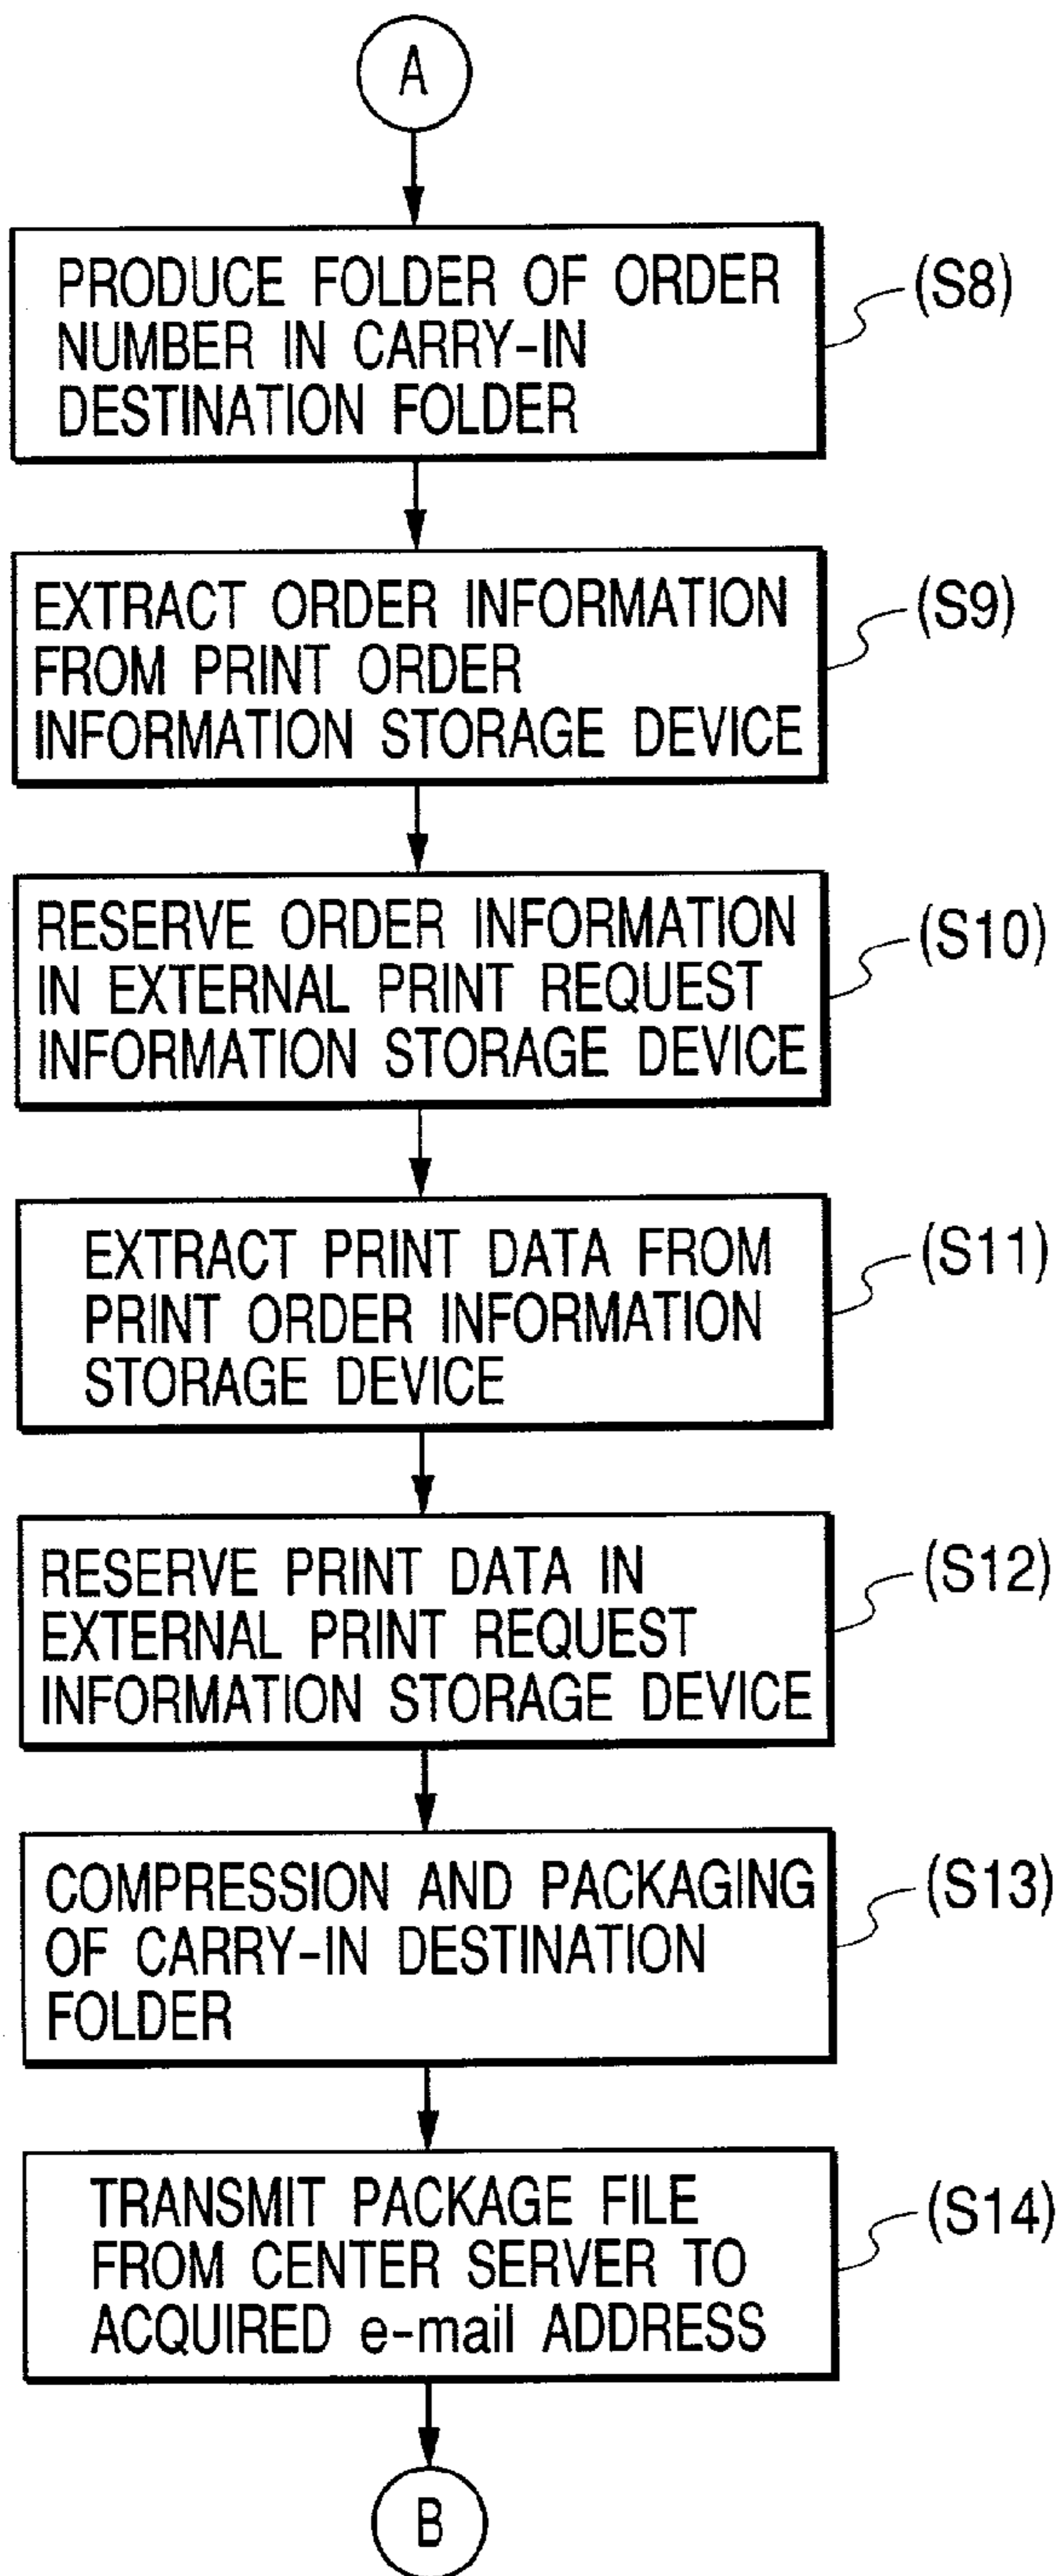 A
PRODUCE FOLDER OF ORDER
NUMBER IN CARRY-IN
DESTINATION FOLDER
(S8)
EXTRACT ORDER INFORMATION
FROM PRINT ORDER
INFORMATION STORAGE DEVICE
(S9)
RESERVE ORDER INFORMATION
IN EXTERNAL PRINT REQUEST
INFORMATION STORAGE DEVICE
(S10)
EXTRACT PRINT DATA FROM
PRINT ORDER INFORMATION
STORAGE DEVICE
(S11)
RESERVE PRINT DATA IN
EXTERNAL PRINT REQUEST
INFORMATION STORAGE DEVICE
(S12)
COMPRESSION AND PACKAGING
OF CARRY-IN DESTINATION
FOLDER
(S13)
TRANSMIT PACKAGE FILE
FROM CENTER SERVER TO
ACQUIRED e-mail ADDRESS
(S14)
B